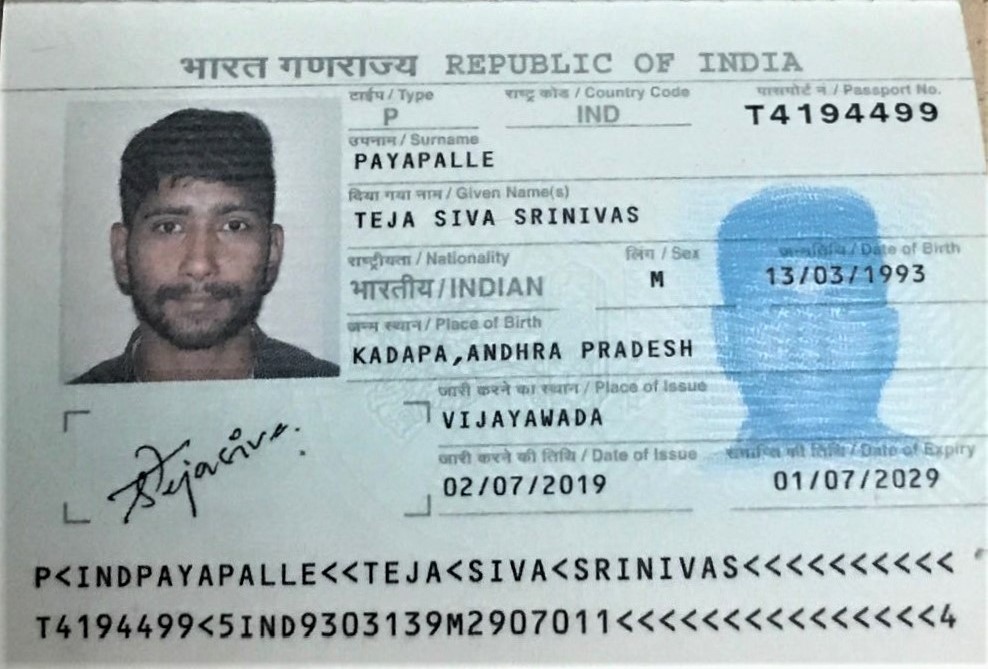 भारत गणराज्य REPUBLIC OF INDIA
टाईप / Type राष्ट्र कोड / Country Code पासपोर्ट नं. / Passport No.
P IND T4194499
उपनाम / Surname
PAYAPALLE
दिया गया नाम / Given Name(s)
TEJA SIVA SRINIVAS
राष्ट्रीयता / Nationality लिंग / Sex जन्मतिथि / Date of Birth
भारतीय / INDIAN M 13/03/1993
जन्म स्थान / Place of Birth
KADAPA,ANDHRA PRADESH
जारी करने का स्थान / Place of Issue
VIJAYAWADA
जारी करने की तिथि / Date of Issue समाप्ति की तिथि / Date of Expiry
02/07/2019 01/07/2029
Tejasiva.
P<INDPAYAPALLE<<TEJA<SIVA<SRINIVAS<<<<<<<<<<
T4194499<5IND9303139M2907011<<<<<<<<<<<<<<<4